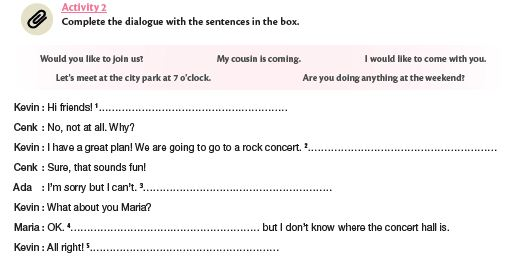 Activity 2
Complete the dialogue with the sentences in the box.
Would you like to join us? My cousin is coming. I would like to come with you.
Let's meet at the city park at 7 o'clock. Are you doing anything at the weekend?
Kevin : Hi friends! ¹..........................................................
Cenk : No, not at all. Why?
Kevin : I have a great plan! We are going to go to a rock concert. ²..........................................................
Cenk : Sure, that sounds fun!
Ada : I'm sorry but I can't. ³..........................................................
Kevin : What about you Maria?
Maria : OK. ⁴.......................................................... but I don't know where the concert hall is.
Kevin : All right! ⁵..........................................................